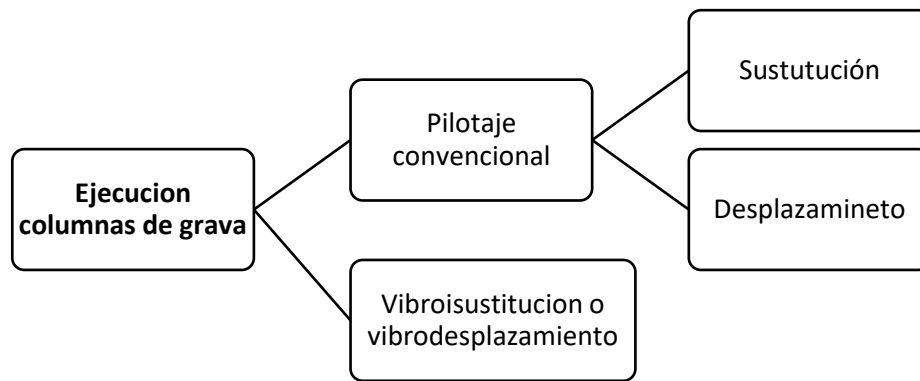 Ejecucion
columnas de grava
Pilotaje
convencional
Sustutución
Desplazamineto
Vibroisustitucion o
vibrodesplazamiento